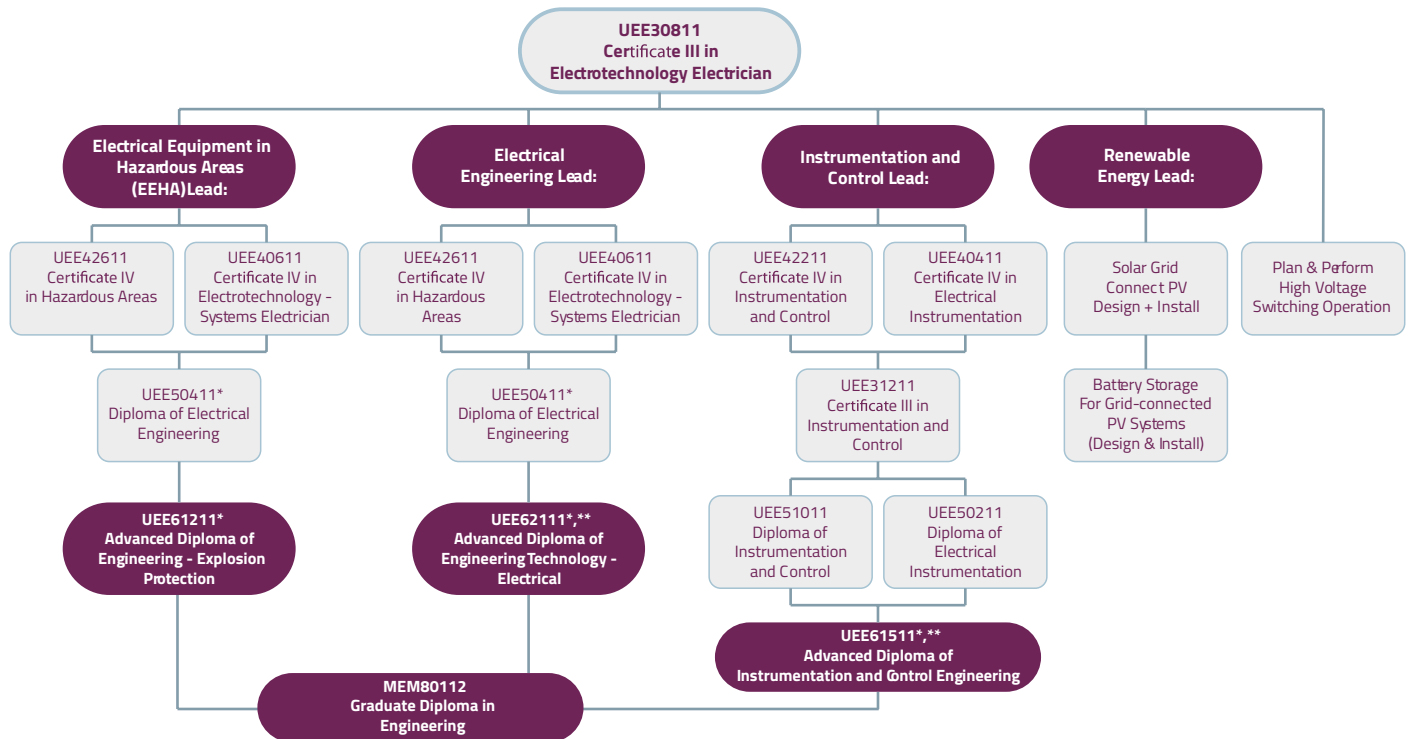 UEE30811
Certificate III in
Electrotechnology Electrician
Electrical Equipment in
Hazardous Areas
(EEHA) Lead:
Electrical
Engineering Lead:
Instrumentation and
Control Lead:
Renewable
Energy Lead:
UEE42611
Certificate IV
in Hazardous Areas
UEE40611
Certificate IV in
Electrotechnology -
Systems Electrician
UEE42611
Certificate IV
in Hazardous
Areas
UEE40611
Certificate IV in
Electrotechnology -
Systems Electrician
UEE42211
Certificate IV in
Instrumentation
and Control
UEE40411
Certificate IV in
Electrical
Instrumentation
Solar Grid
Connect PV
Design + Install
Plan & Perform
High Voltage
Switching Operation
UEE50411*
Diploma of Electrical
Engineering
UEE50411*
Diploma of Electrical
Engineering
UEE31211
Certificate III in
Instrumentation and
Control
Battery Storage
For Grid-connected
PV Systems
(Design & Install)
UEE61211*
Advanced Diploma of
Engineering - Explosion
Protection
UEE62111*,**
Advanced Diploma of
Engineering Technology -
Electrical
UEE51011
Diploma of
Instrumentation
and Control
UEE50211
Diploma of
Electrical
Instrumentation
UEE61511*,**
Advanced Diploma of
Instrumentation and Control Engineering
MEM80112
Graduate Diploma in
Engineering